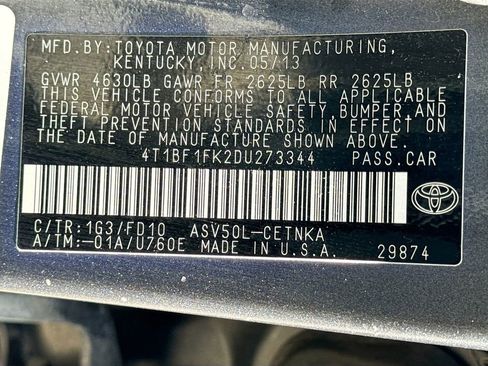 MFD.BY:TOYOTA MOTOR MANUFACTURING,
KENTUCKY,INC.05/13
GVWR 4630LB GAWR FR 2625LB RR 2625LB
THIS VEHICLE CONFORMS TO ALL APPLICABLE
FEDERAL MOTOR VEHICLE SAFETY,BUMPER,AND
THEFT PREVENTION STANDARDS IN EFFECT ON
THE DATE OF MANUFACTURE SHOWN ABOVE.
4T1BF1FK2DU273344 PASS.CAR
C/TR:1G3/FD10 ASV50L-CETNKA
A/TM:-01A/U760E MADE IN U.S.A. 29874